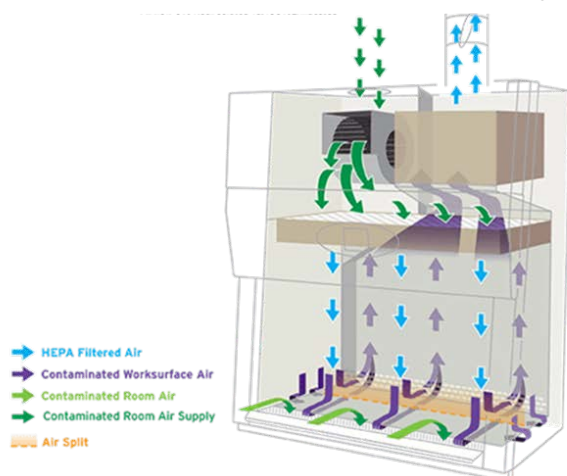 HEPA Filtered Air
Contaminated Worksurface Air
Contaminated Room Air
Contaminated Room Air Supply
Air Split